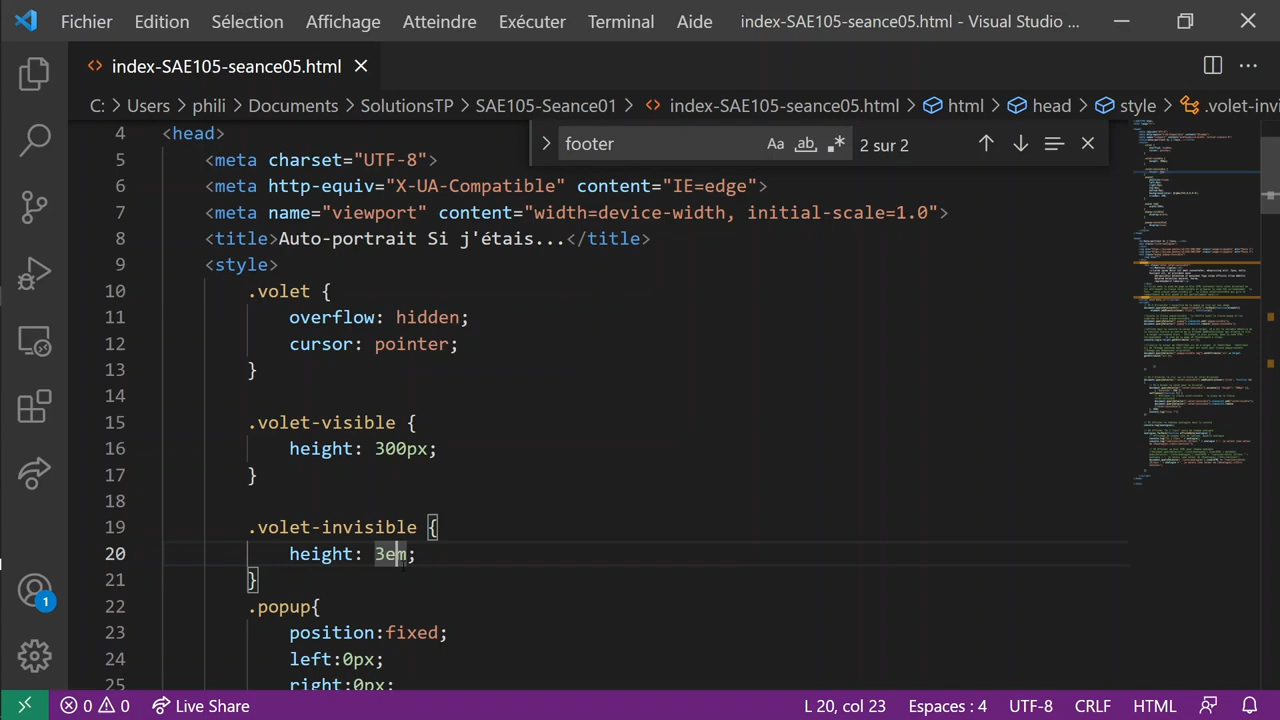 Fichier Edition Sélection Affichage Atteindre Exécuter Terminal Aide index-SAE105-seance05.html - Visual Studio ...
index-SAE105-seance05.html
C: > Users > phili > Documents > SolutionsTP > SAE105-Seance01 > index-SAE105-seance05.html > html > head > style > .volet-invi
footer Aa ab 2 sur 2
4 <head>
5 <meta charset="UTF-8">
6 <meta http-equiv="X-UA-Compatible" content="IE=edge">
7 <meta name="viewport" content="width=device-width, initial-scale=1.0">
8 <title>Auto-portrait Si j'étais...</title>
9 <style>
10 .volet {
11 overflow: hidden;
12 cursor: pointer;
13 }
14
15 .volet-visible {
16 height: 300px;
17 }
18
19 .volet-invisible {
20 height: 3em;
21 }
22 .popup{
23 position:fixed;
24 left:0px;
25 right:0px;
1
0 0 Live Share L 20, col 23 Espaces : 4 UTF-8 CRLF HTML